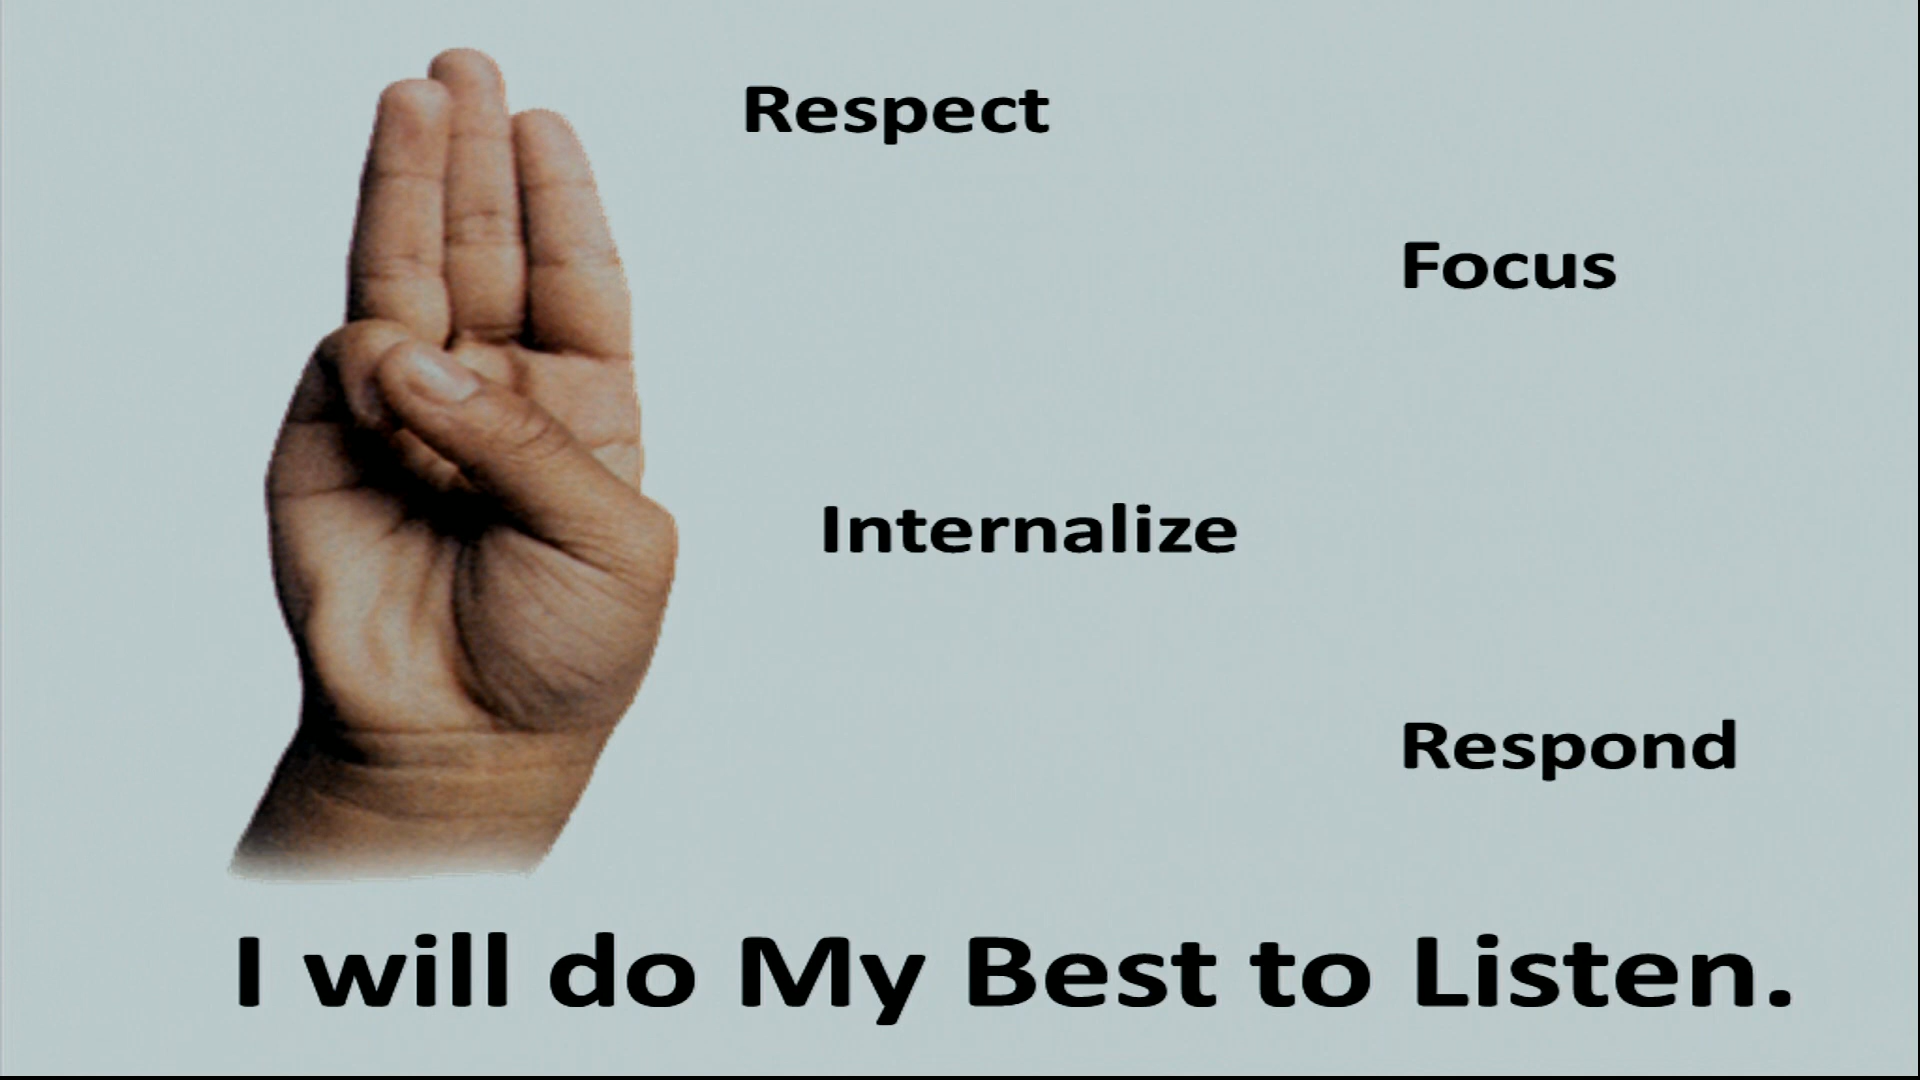 Respect
Focus
Internalize
Respond
I will do My Best to Listen.